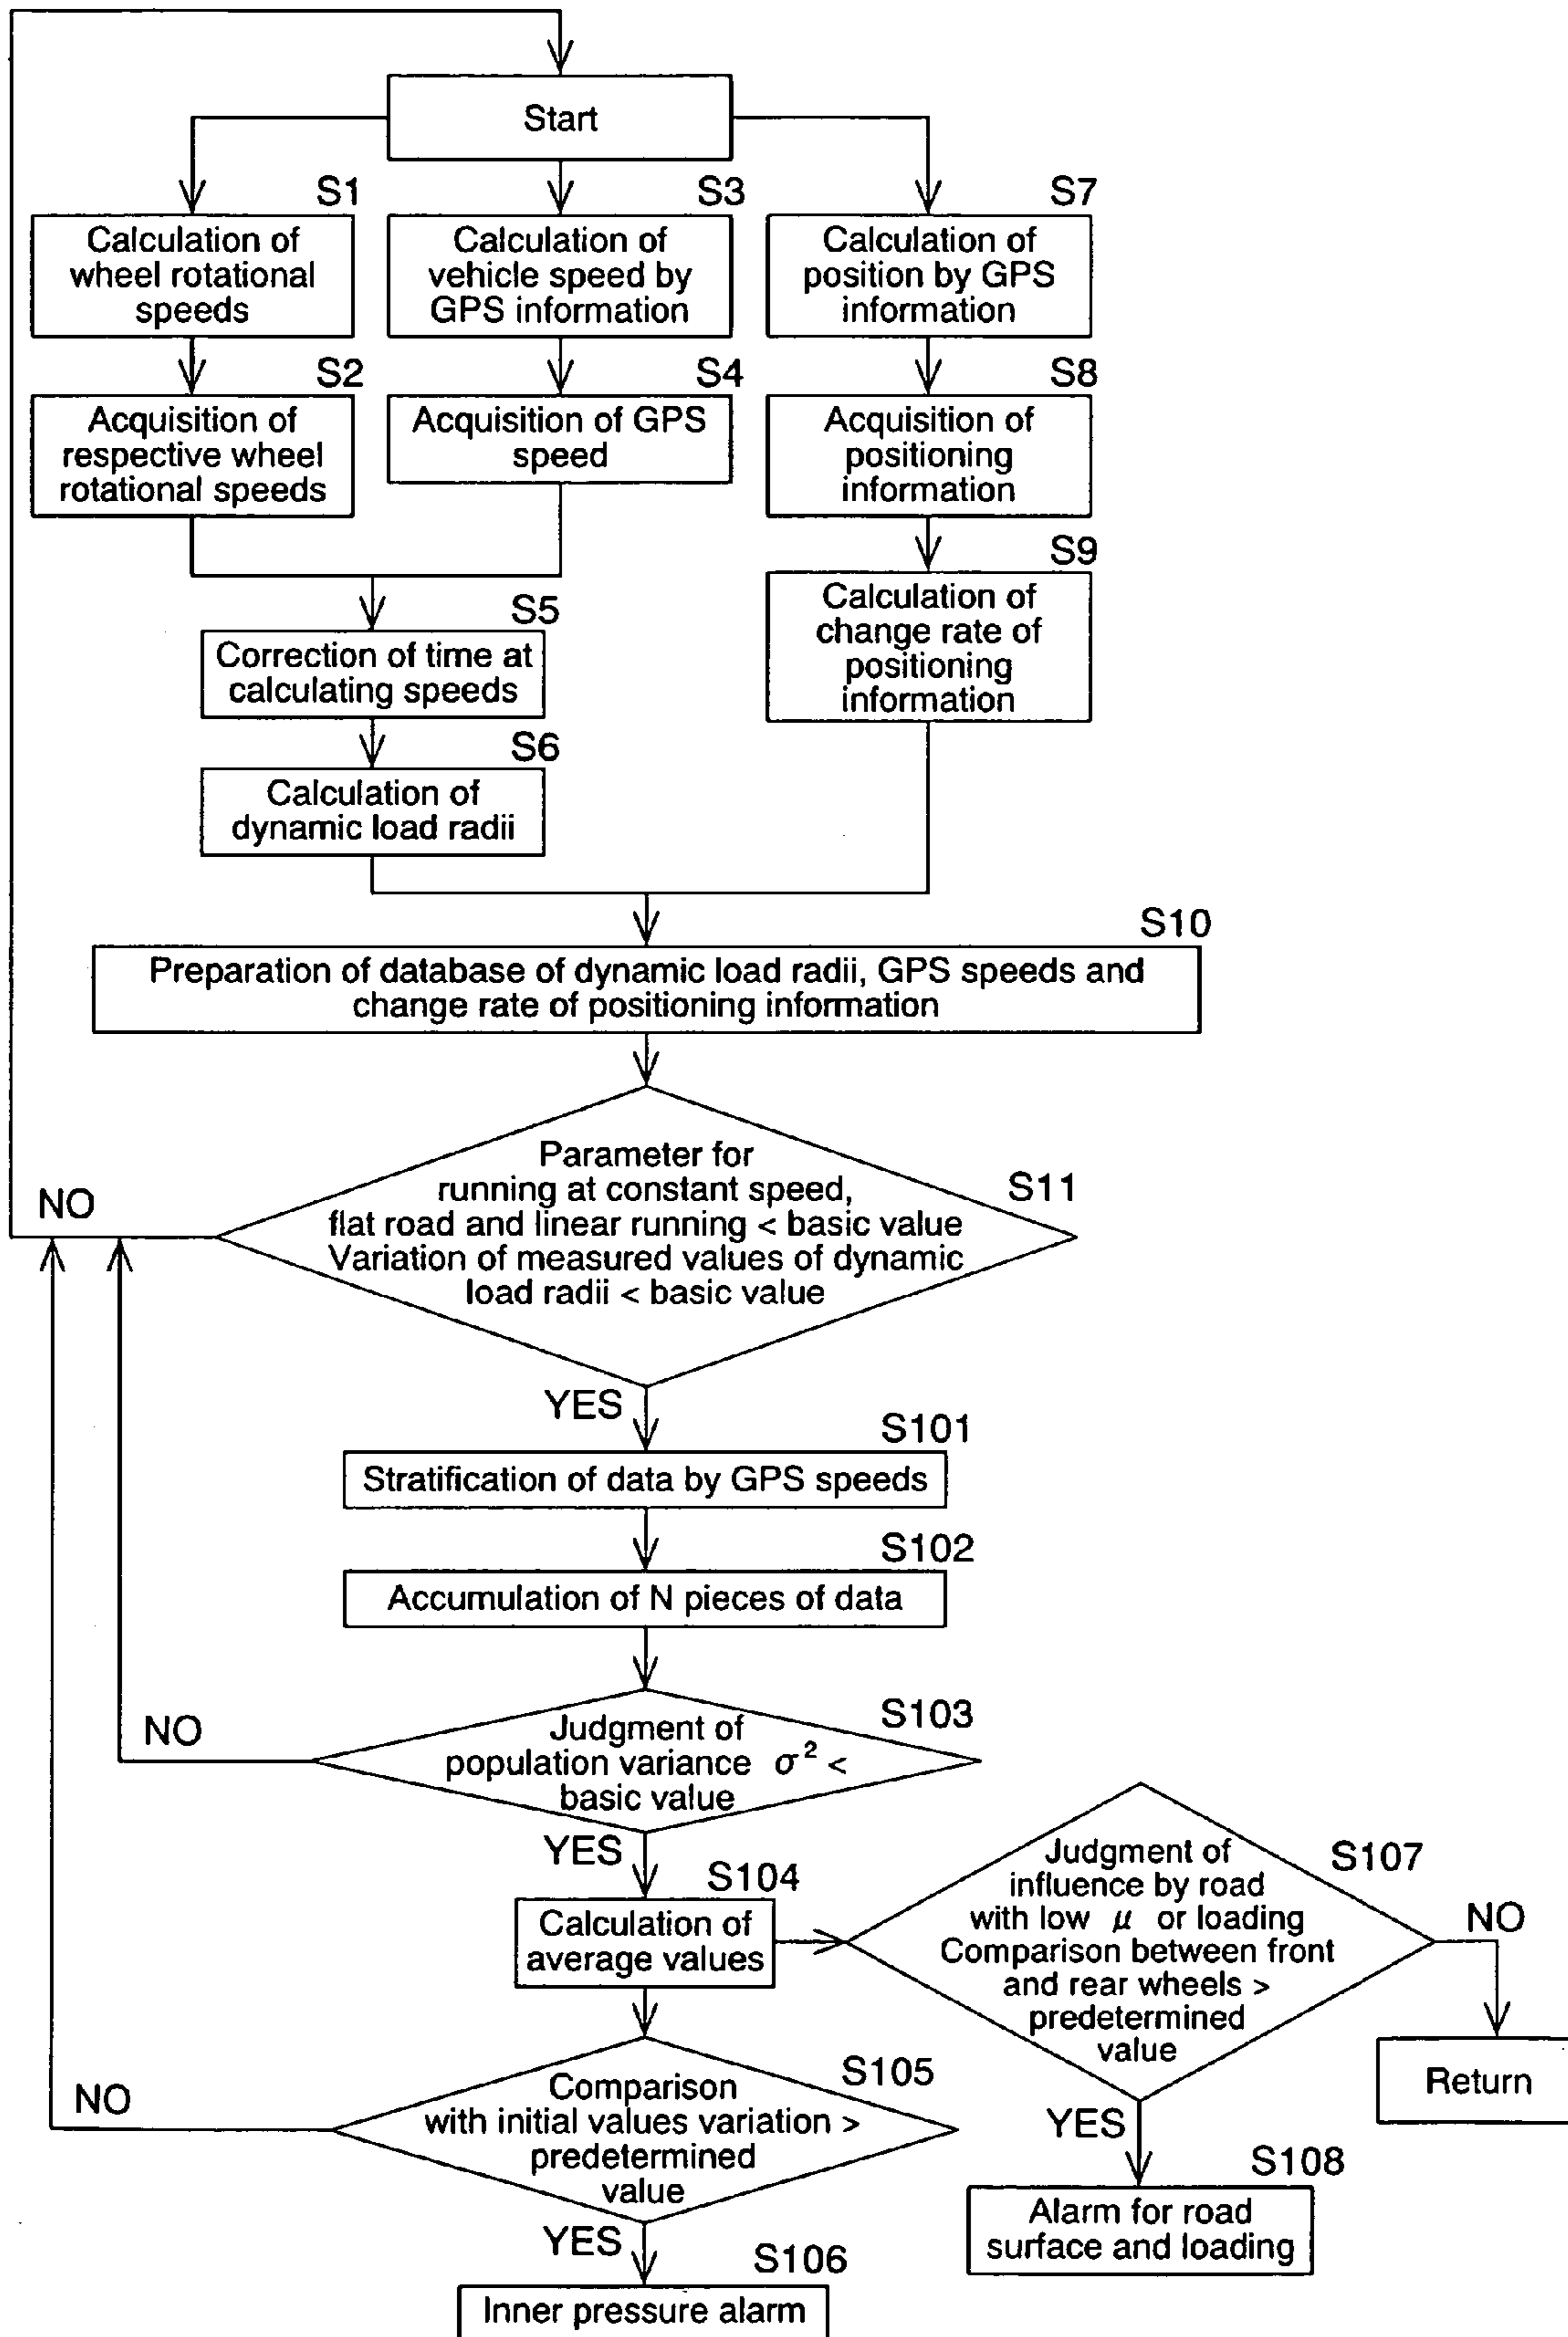 Start
S1
Calculation of
wheel rotational
speeds
S3
Calculation of
vehicle speed by
GPS information
S7
Calculation of
position by GPS
information
S2
Acquisition of
respective wheel
rotational speeds
S4
Acquisition of GPS
speed
S8
Acquisition of
positioning
information
S5
Correction of time at
calculating speeds
S9
Calculation of
change rate of
positioning
information
S6
Calculation of
dynamic load radii
S10
Preparation of database of dynamic load radii, GPS speeds and
change rate of positioning information
S11
Parameter for
running at constant speed,
flat road and linear running < basic value
Variation of measured values of dynamic
load radii < basic value
NO
YES
S101
Stratification of data by GPS speeds
S102
Accumulation of N pieces of data
S103
Judgment of
population variance σ² <
basic value
NO
YES
S104
Calculation of
average values
S107
Judgment of
influence by road
with low μ or loading
Comparison between front
and rear wheels >
predetermined
value
NO
Return
YES
S108
Alarm for road
surface and loading
S105
Comparison
with initial values variation >
predetermined
value
NO
YES
S106
Inner pressure alarm